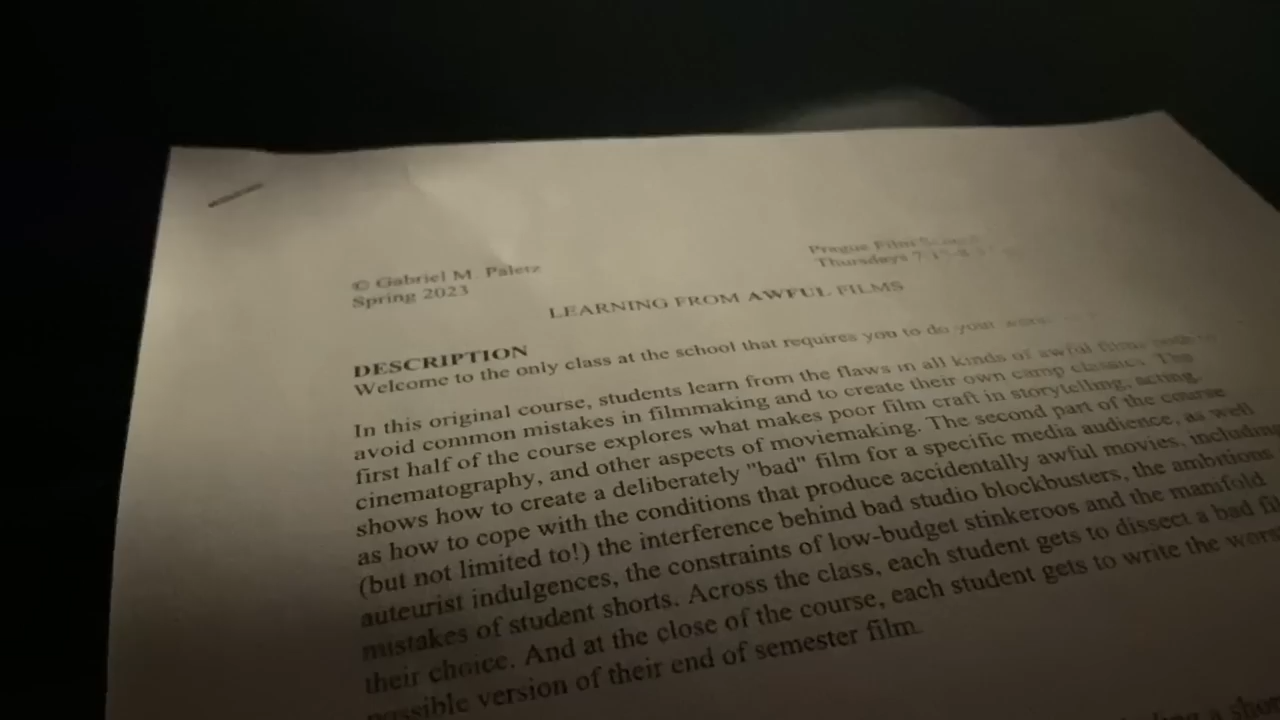 © Gabriel M. Paletz
Spring 2023
Prague Film
Thursdays
LEARNING FROM AWFUL FILMS
DESCRIPTION
Welcome to the only class at the school that requires you to do your
In this original course, students learn from the flaws in all kinds of awful films
avoid common mistakes in filmmaking and to create their own camp classics. The
first half of the course explores what makes poor film craft in storytelling, acting,
cinematography, and other aspects of moviemaking. The second part of the course
shows how to create a deliberately "bad" film for a specific media audience, as well
as how to cope with the conditions that produce accidentally awful movies, including
(but not limited to!) the interference behind bad studio blockbusters, the ambitions
auteurist indulgences, the constraints of low-budget stinkeroos and the manifold
mistakes of student shorts. Across the class, each student gets to dissect a bad
their choice. And at the close of the course, each student gets to write the
possible version of their end of semester film.